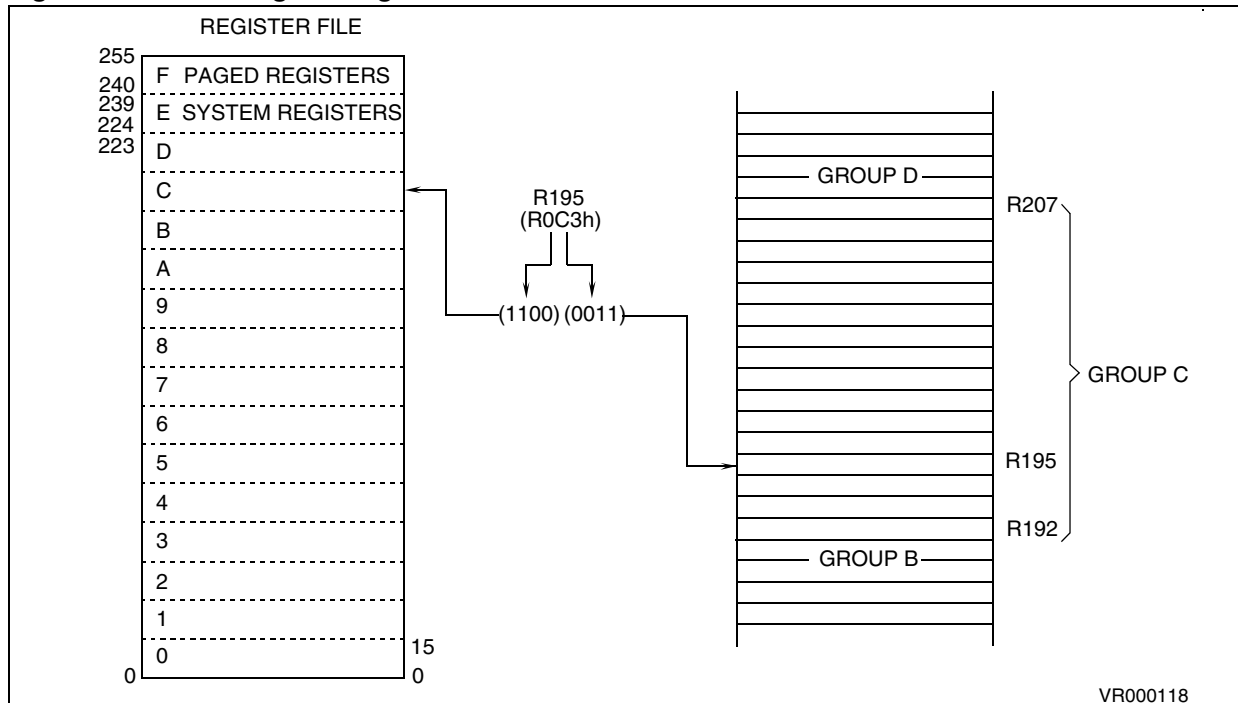 REGISTER FILE
255
240
239
224
223
F PAGED REGISTERS
E SYSTEM REGISTERS
D
C
B
A
9
8
7
6
5
4
3
2
1
0
15
0
0
R195
(R0C3h)
(1100) (0011)
GROUP D
R207
GROUP C
R195
R192
GROUP B
VR000118